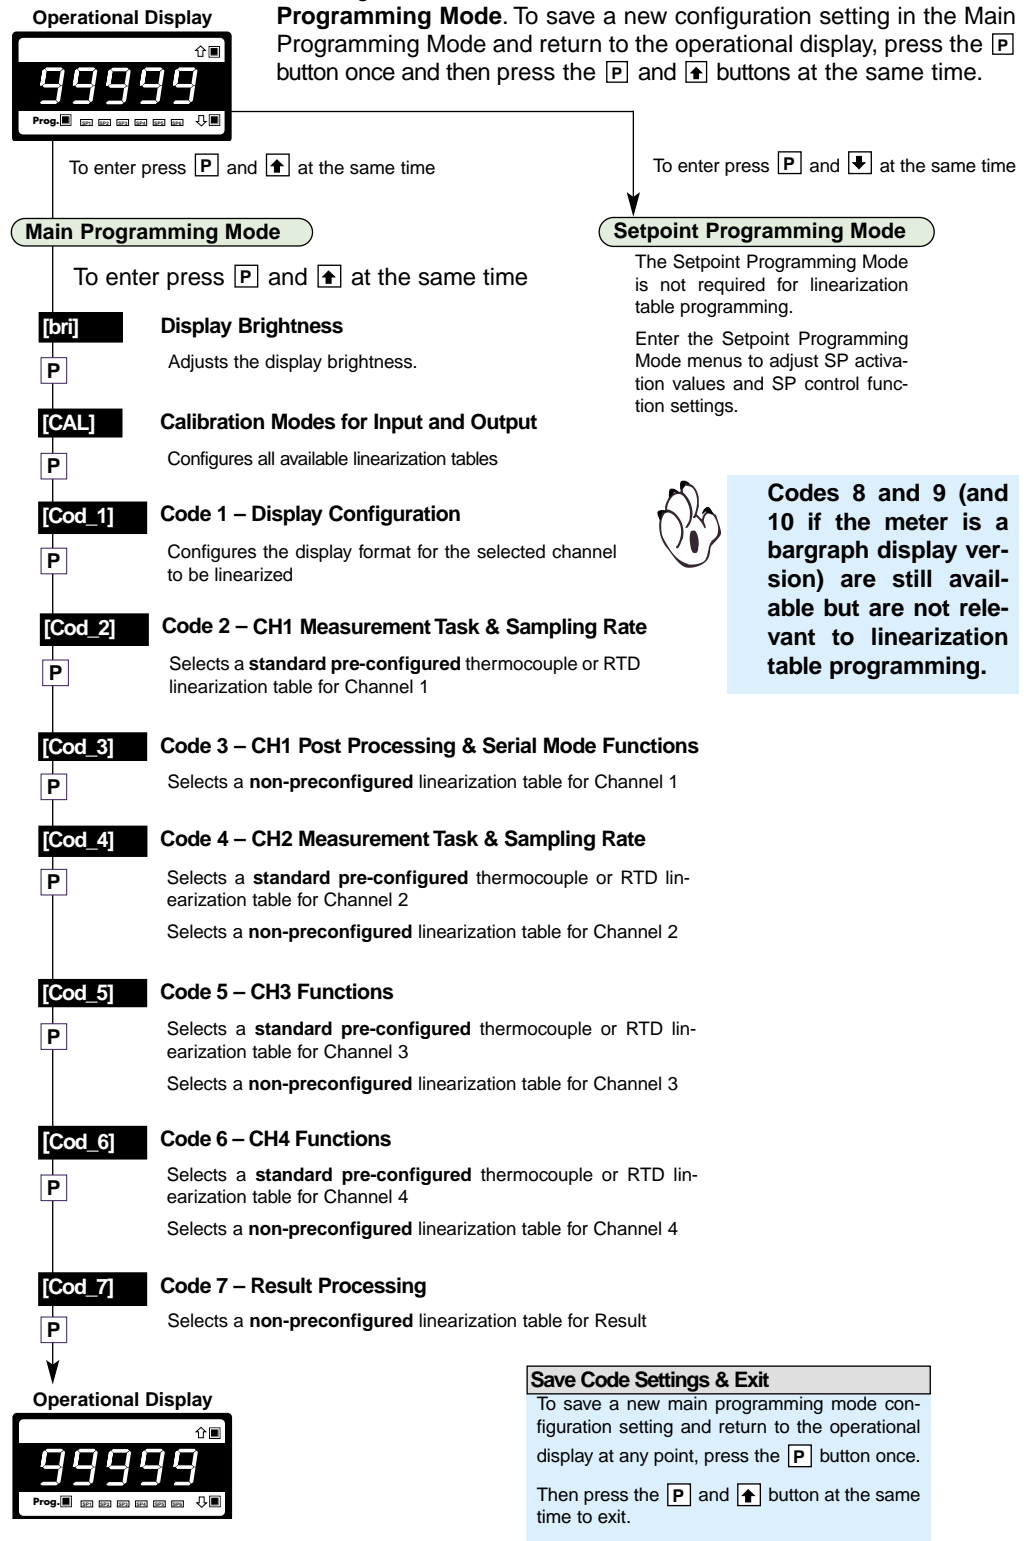 Operational Display
Programming Mode. To save a new configuration setting in the Main
Programming Mode and return to the operational display, press the P
button once and then press the P and ↑ buttons at the same time.
99999
Prog. SP1 SP2 SP3 SP4 SP5 SP6
To enter press P and ↑ at the same time
To enter press P and ↓ at the same time
Main Programming Mode
To enter press P and ↑ at the same time
Setpoint Programming Mode
The Setpoint Programming Mode
is not required for linearization
table programming.
Enter the Setpoint Programming
Mode menus to adjust SP activa-
tion values and SP control func-
tion settings.
[bri] Display Brightness
P Adjusts the display brightness.
[CAL] Calibration Modes for Input and Output
P Configures all available linearization tables
Codes 8 and 9 (and
10 if the meter is a
bargraph display ver-
sion) are still avail-
able but are not rele-
vant to linearization
table programming.
[Cod_1] Code 1 – Display Configuration
P Configures the display format for the selected channel
to be linearized
[Cod_2] Code 2 – CH1 Measurement Task & Sampling Rate
P Selects a standard pre-configured thermocouple or RTD
linearization table for Channel 1
[Cod_3] Code 3 – CH1 Post Processing & Serial Mode Functions
P Selects a non-preconfigured linearization table for Channel 1
[Cod_4] Code 4 – CH2 Measurement Task & Sampling Rate
P Selects a standard pre-configured thermocouple or RTD lin-
earization table for Channel 2
Selects a non-preconfigured linearization table for Channel 2
[Cod_5] Code 5 – CH3 Functions
P Selects a standard pre-configured thermocouple or RTD lin-
earization table for Channel 3
Selects a non-preconfigured linearization table for Channel 3
[Cod_6] Code 6 – CH4 Functions
P Selects a standard pre-configured thermocouple or RTD lin-
earization table for Channel 4
Selects a non-preconfigured linearization table for Channel 4
[Cod_7] Code 7 – Result Processing
P Selects a non-preconfigured linearization table for Result
Operational Display
99999
Prog. SP1 SP2 SP3 SP4 SP5 SP6
Save Code Settings & Exit
To save a new main programming mode con-
figuration setting and return to the operational
display at any point, press the P button once.
Then press the P and ↑ button at the same
time to exit.